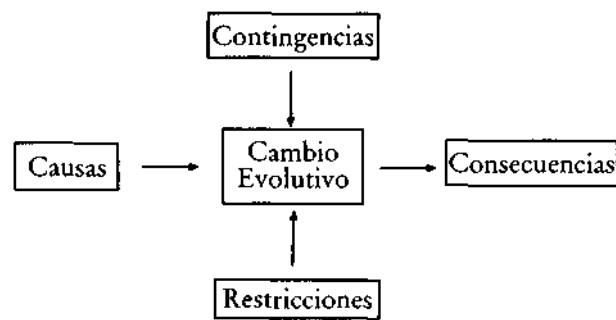 Contingencias
Causas
Cambio
Evolutivo
Consecuencias
Restricciones